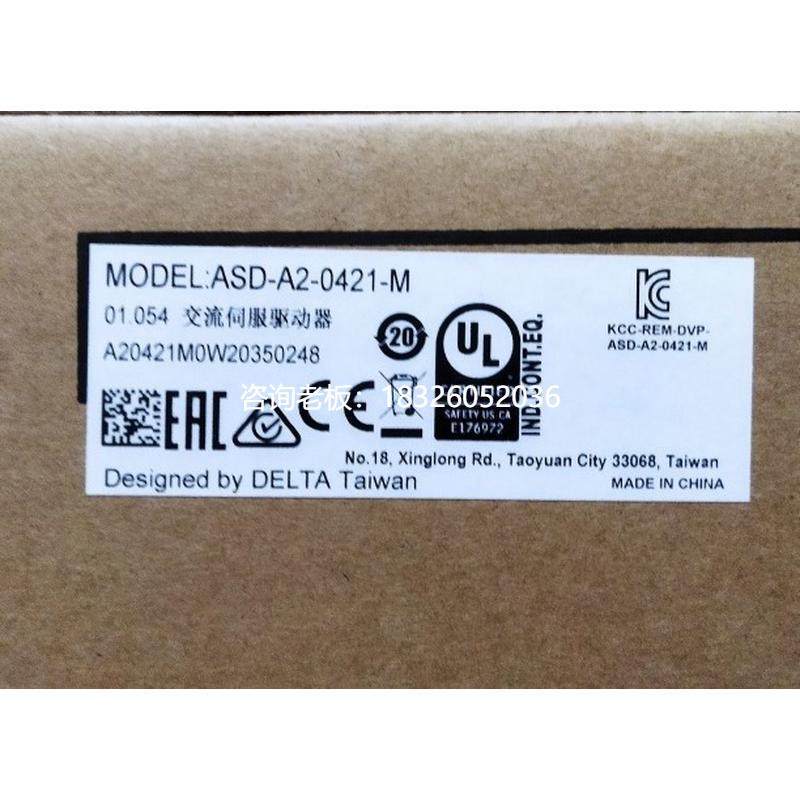 MODEL:ASD-A2-0421-M
01.054 交流伺服驱动器
A20421M0W20350248
20
UL
SAFETY US CA
E176972
IND.CONT.EQ.
KCC-REM-DVP-
ASD-A2-0421-M
咨询老板：18326052036
EAC
CE
No.18, Xinglong Rd., Taoyuan City 33068, Taiwan
Designed by DELTA Taiwan
MADE IN CHINA